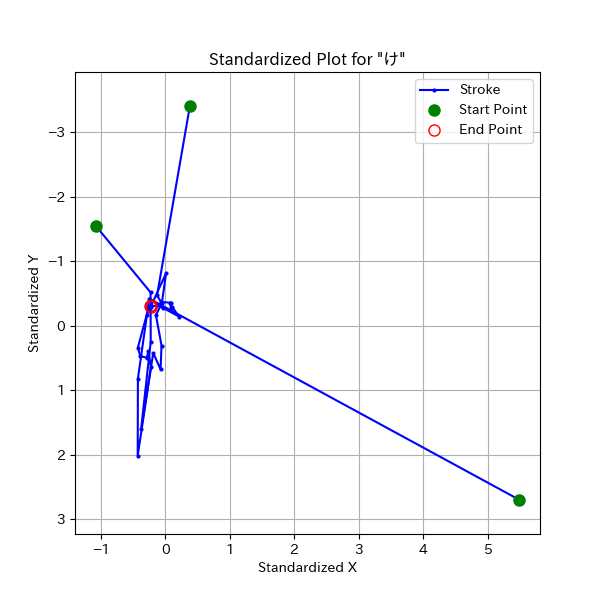 Standardized Plot for "け"
Stroke
Start Point
End Point
−3
−2
−1
0
1
2
3
Standardized Y
−1 0 1 2 3 4 5
Standardized X